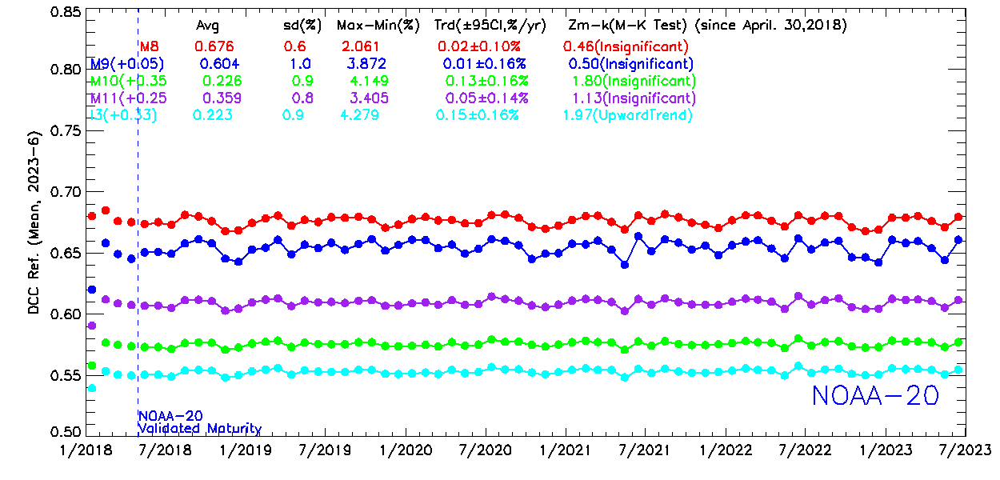 0.85
Avg sd(%) Max-Min(%) Trd(±95CI,%/yr) Zm-k(M-K Test) (since April. 30,2018)
M8 0.676 0.6 2.061 0.02±0.10% 0.46(Insignificant)
0.80
M9(+0.05) 0.604 1.0 3.872 0.01±0.16% 0.50(Insignificant)
M10(+0.35 0.226 0.9 4.149 0.13±0.16% 1.80(Insignificant)
M11(+0.25 0.359 0.8 3.405 0.05±0.14% 1.13(Insignificant)
I3(+0.33) 0.223 0.9 4.279 0.15±0.16% 1.97(UpwardTrend)
0.75
0.70
0.65
0.60
0.55
0.50
DCC Ref. (Mean, 2023-6)
NOAA-20
NOAA-20
Validated Maturity
1/2018 7/2018 1/2019 7/2019 1/2020 7/2020 1/2021 7/2021 1/2022 7/2022 1/2023 7/2023